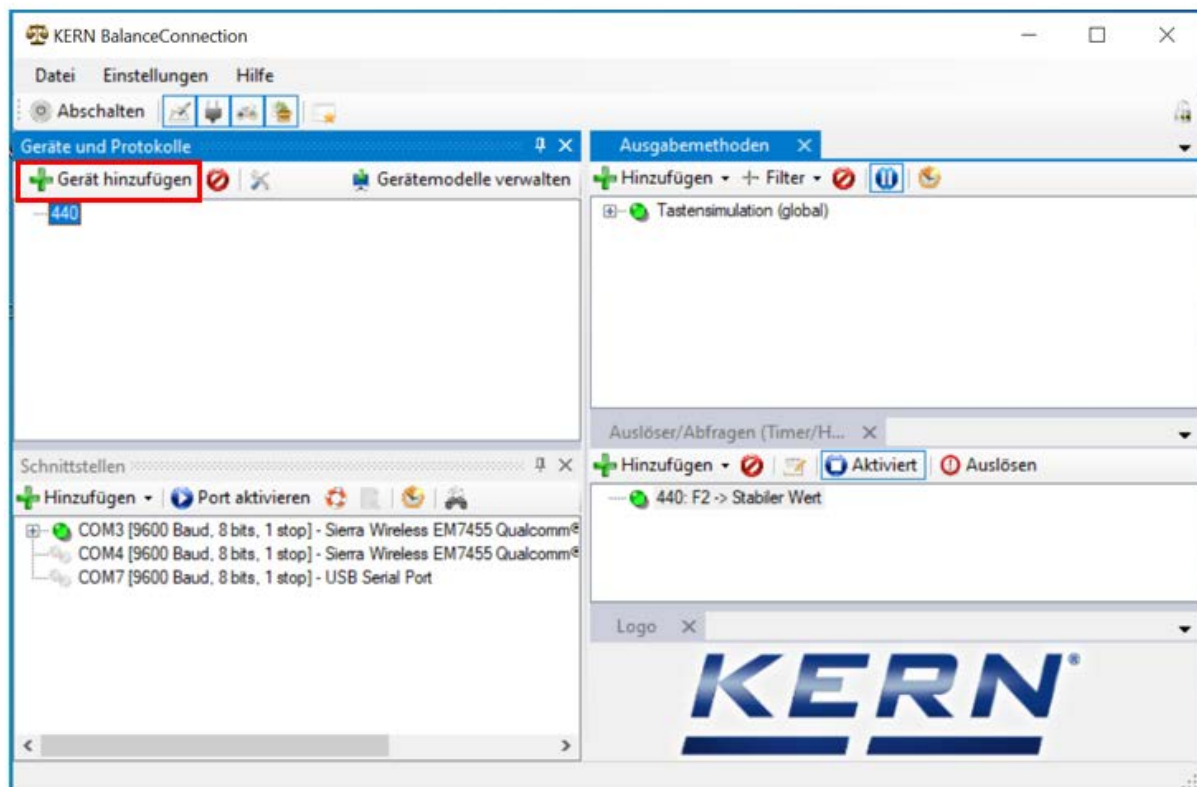 KERN BalanceConnection
Datei Einstellungen Hilfe
Abschalten
Geräte und Protokolle
Gerät hinzufügen Gerätemodelle verwalten
440
Schnittstellen
Hinzufügen Port aktivieren
COM3 [9600 Baud, 8 bits, 1 stop] - Sierra Wireless EM7455 Qualcomm®
COM4 [9600 Baud, 8 bits, 1 stop] - Sierra Wireless EM7455 Qualcomm®
COM7 [9600 Baud, 8 bits, 1 stop] - USB Serial Port
Ausgabemethoden
Hinzufügen Filter
Tastensimulation (global)
Auslöser/Abfragen (Timer/H...
Hinzufügen Aktiviert Auslösen
440: F2 -> Stabiler Wert
Logo
KERN®